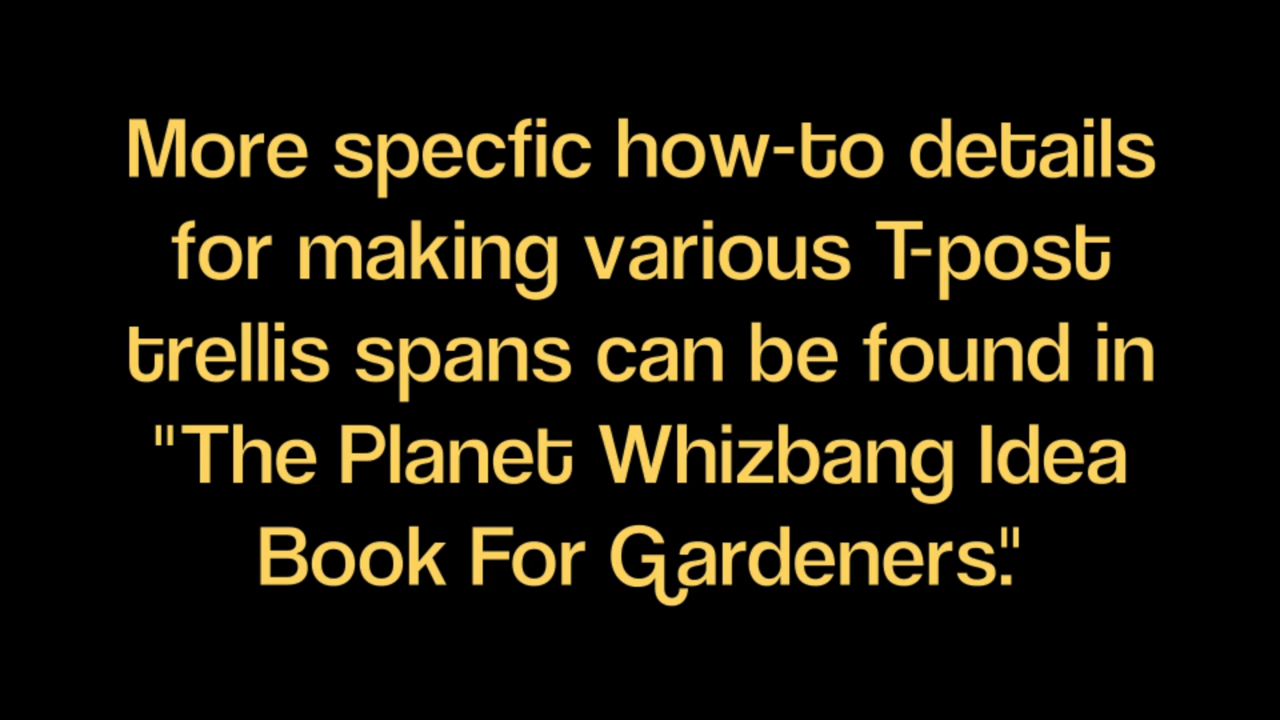 More specfic how-to details
for making various T-post
trellis spans can be found in
"The Planet Whizbang Idea
Book For Gardeners."